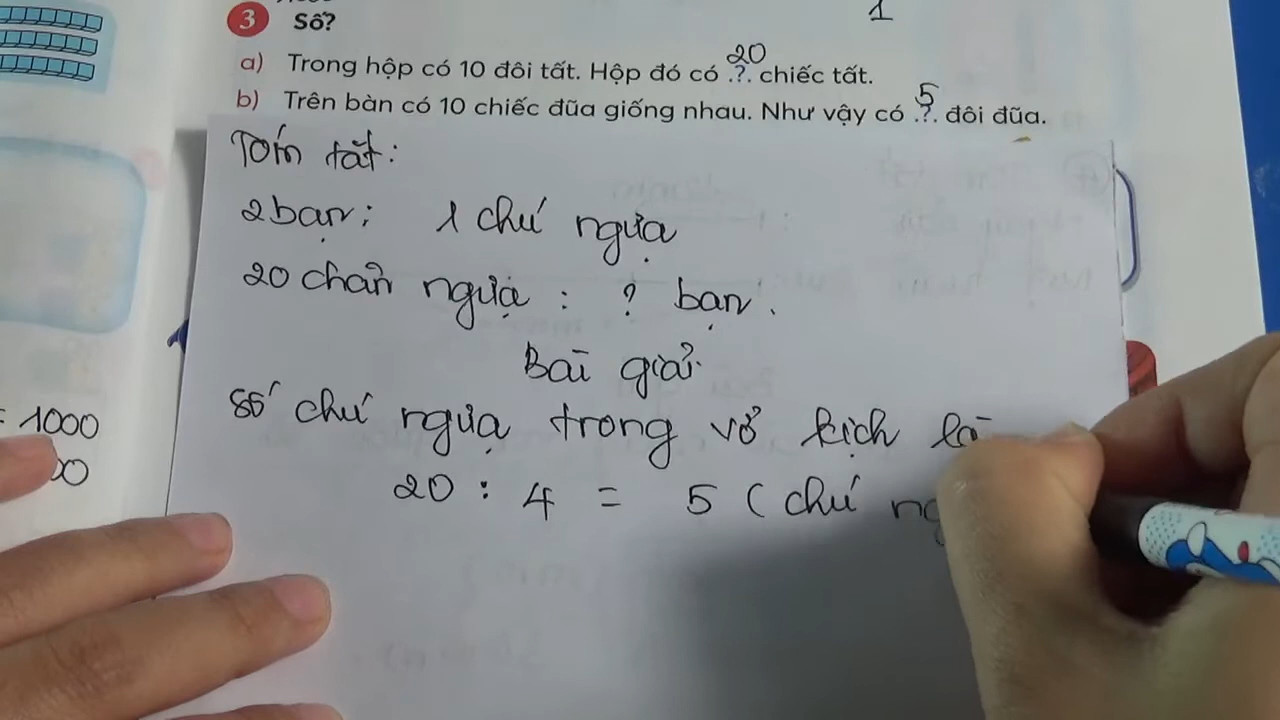 1
3 Số?
20
a) Trong hộp có 10 đôi tất. Hộp đó có .?. chiếc tất.
5
b) Trên bàn có 10 chiếc đũa giống nhau. Như vậy có .?. đôi đũa.
Tóm tắt:
2 bạn: 1 chú ngựa
20 chân ngựa : ? bạn.
Bài giải
Số chú ngựa trong vở kịch là
20 : 4 = 5 (chú ng
= 1000
00